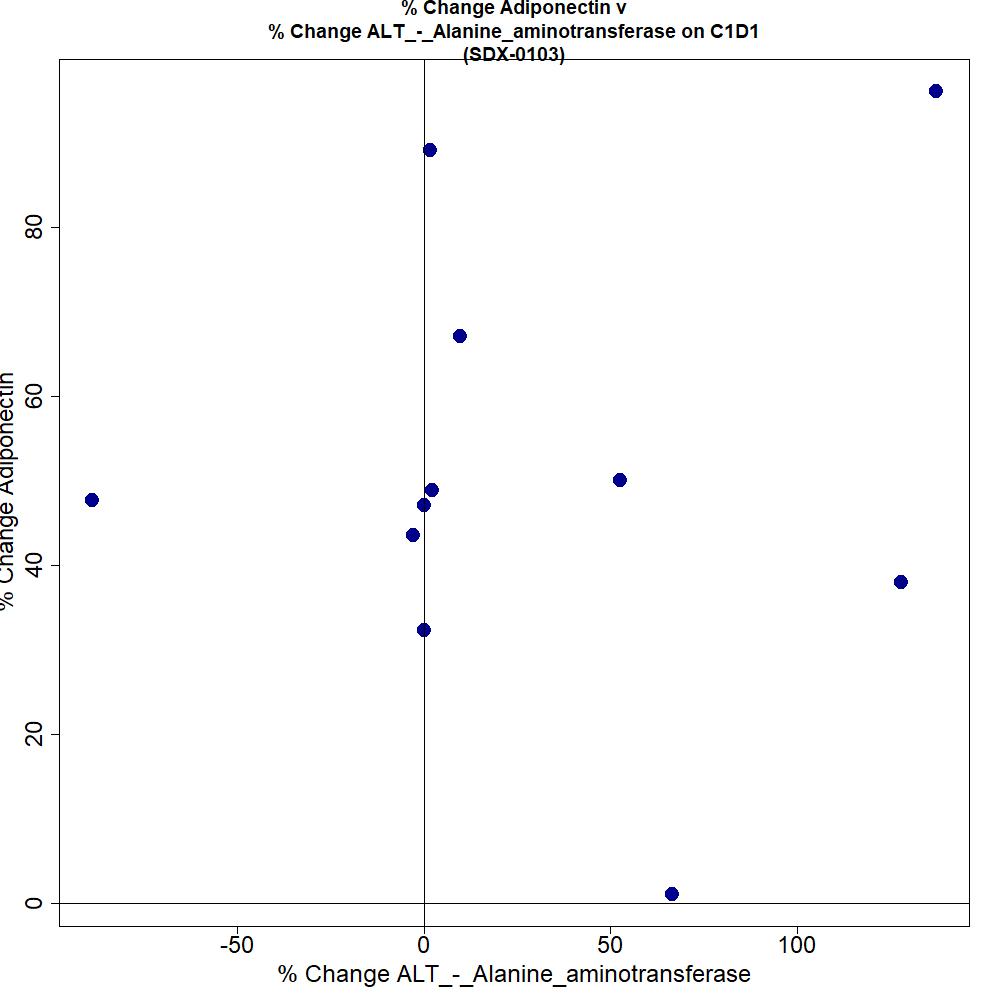 % Change Adiponectin v
% Change ALT_-_Alanine_aminotransferase on C1D1
(SDX-0103)
% Change Adiponectin
80
60
40
20
0
-50
0
50
100
% Change ALT_-_Alanine_aminotransferase